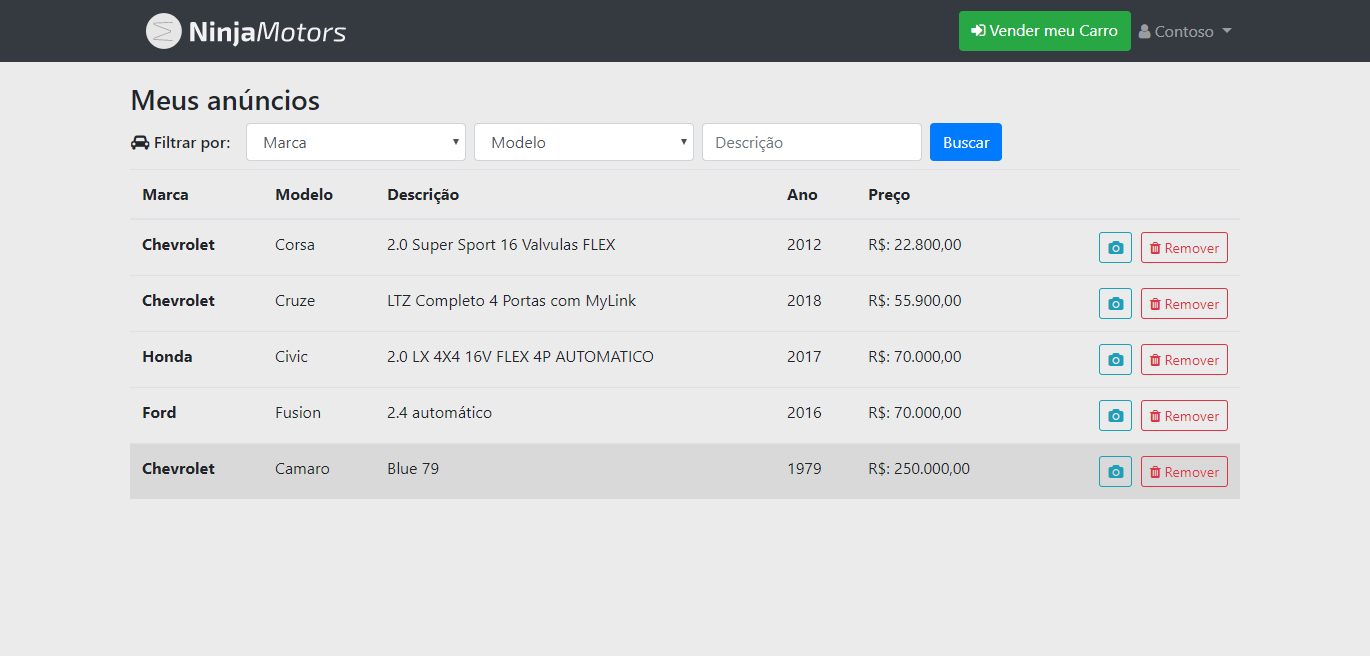 NinjaMotors Vender meu Carro Contoso
Meus anúncios
Filtrar por: Marca Modelo Descrição Buscar
Marca Modelo Descrição Ano Preço
Chevrolet Corsa 2.0 Super Sport 16 Valvulas FLEX 2012 R$: 22.800,00 Remover
Chevrolet Cruze LTZ Completo 4 Portas com MyLink 2018 R$: 55.900,00 Remover
Honda Civic 2.0 LX 4X4 16V FLEX 4P AUTOMATICO 2017 R$: 70.000,00 Remover
Ford Fusion 2.4 automático 2016 R$: 70.000,00 Remover
Chevrolet Camaro Blue 79 1979 R$: 250.000,00 Remover